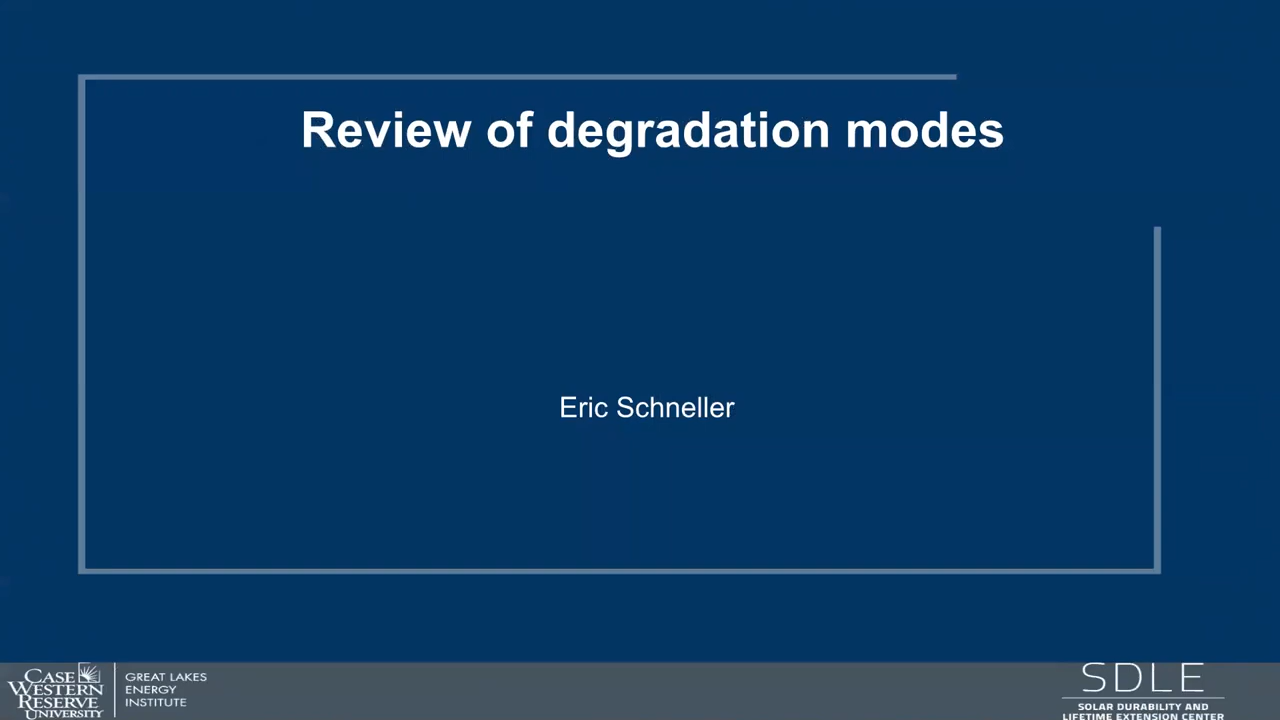 Review of degradation modes
Eric Schneller
CASE
WESTERN
RESERVE
UNIVERSITY
GREAT LAKES
ENERGY
INSTITUTE
SDLE
SOLAR DURABILITY AND
LIFETIME EXTENSION CENTER